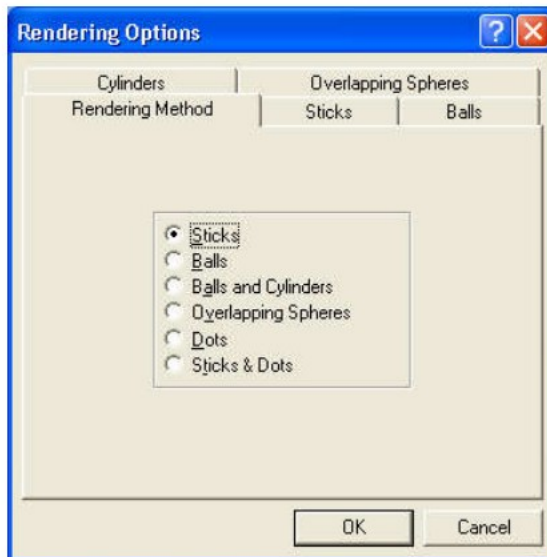 Rendering Options
Cylinders
Overlapping Spheres
Rendering Method
Sticks
Balls
Sticks
Balls
Balls and Cylinders
Overlapping Spheres
Dots
Sticks & Dots
OK
Cancel